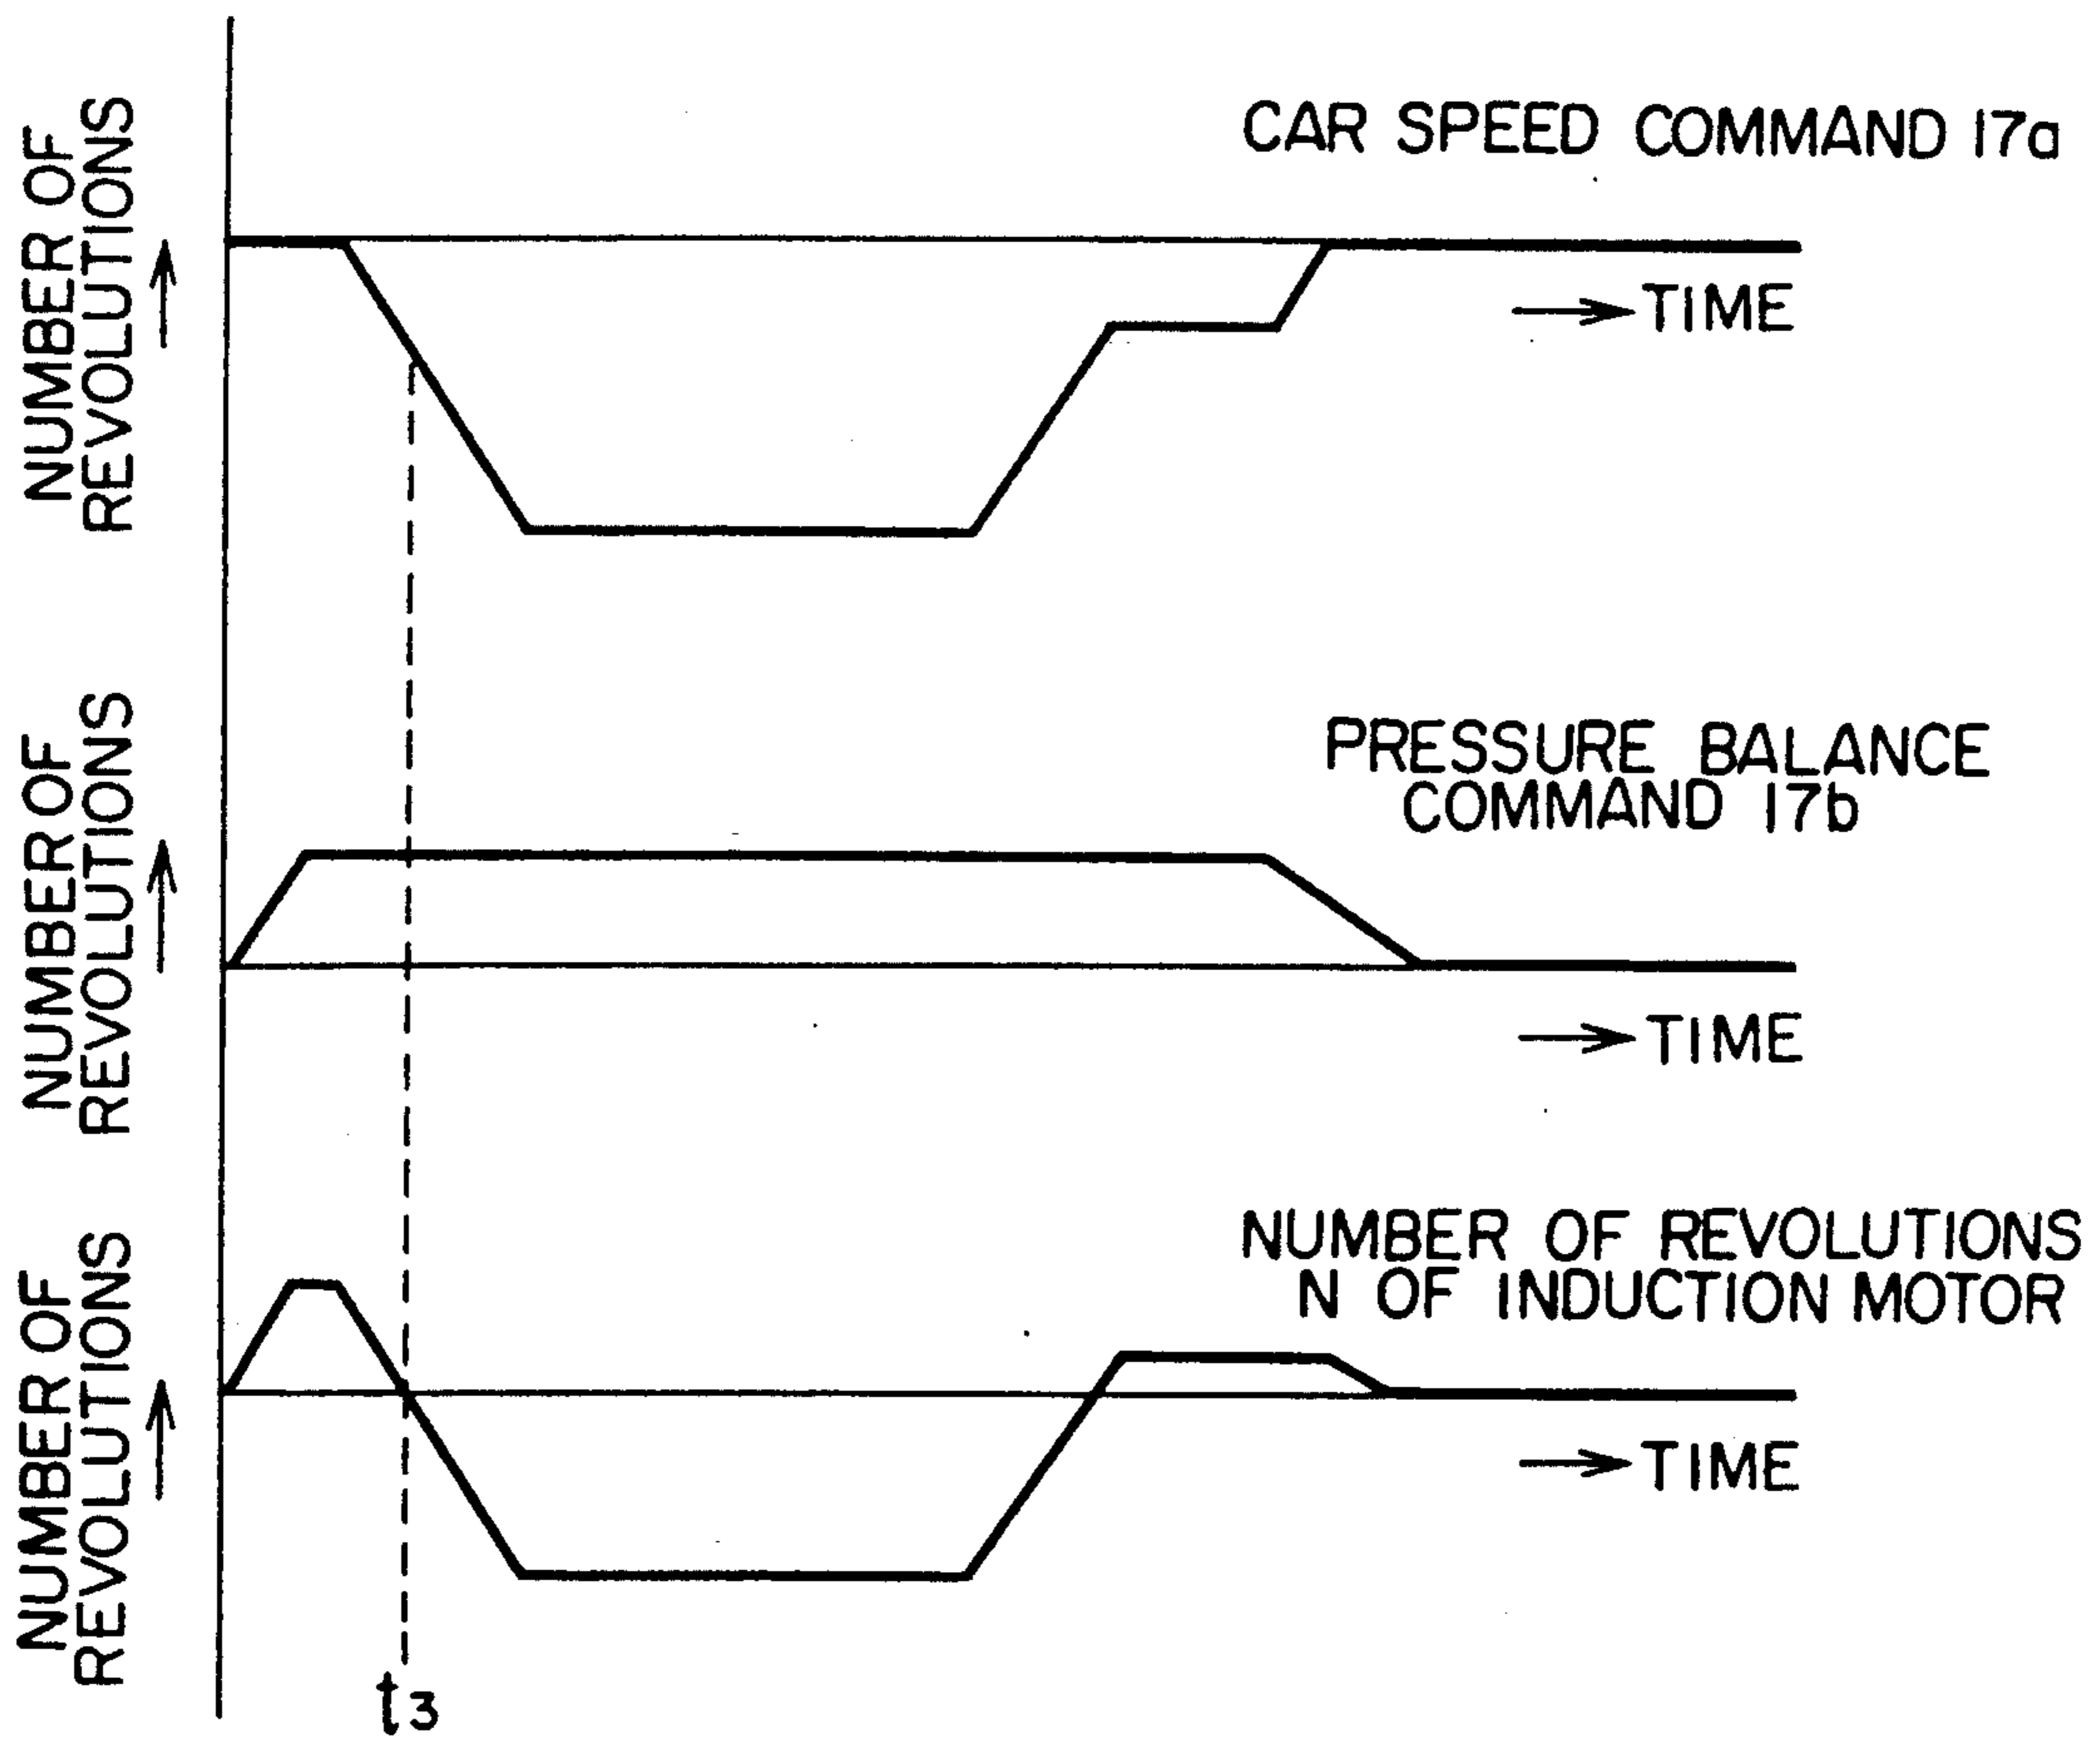 NUMBER OF
REVOLUTIONS
CAR SPEED COMMAND 17a
TIME
NUMBER OF
REVOLUTIONS
PRESSURE BALANCE
COMMAND 17b
TIME
NUMBER OF
REVOLUTIONS
NUMBER OF REVOLUTIONS
N OF INDUCTION MOTOR
TIME
t3